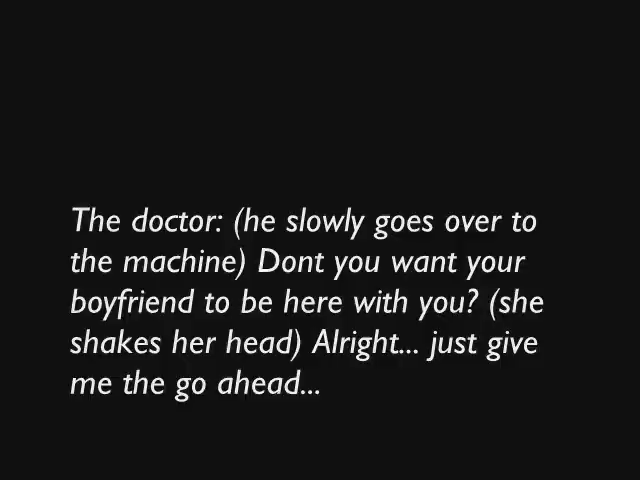 The doctor: (he slowly goes over to
the machine) Dont you want your
boyfriend to be here with you? (she
shakes her head) Alright... just give
me the go ahead...